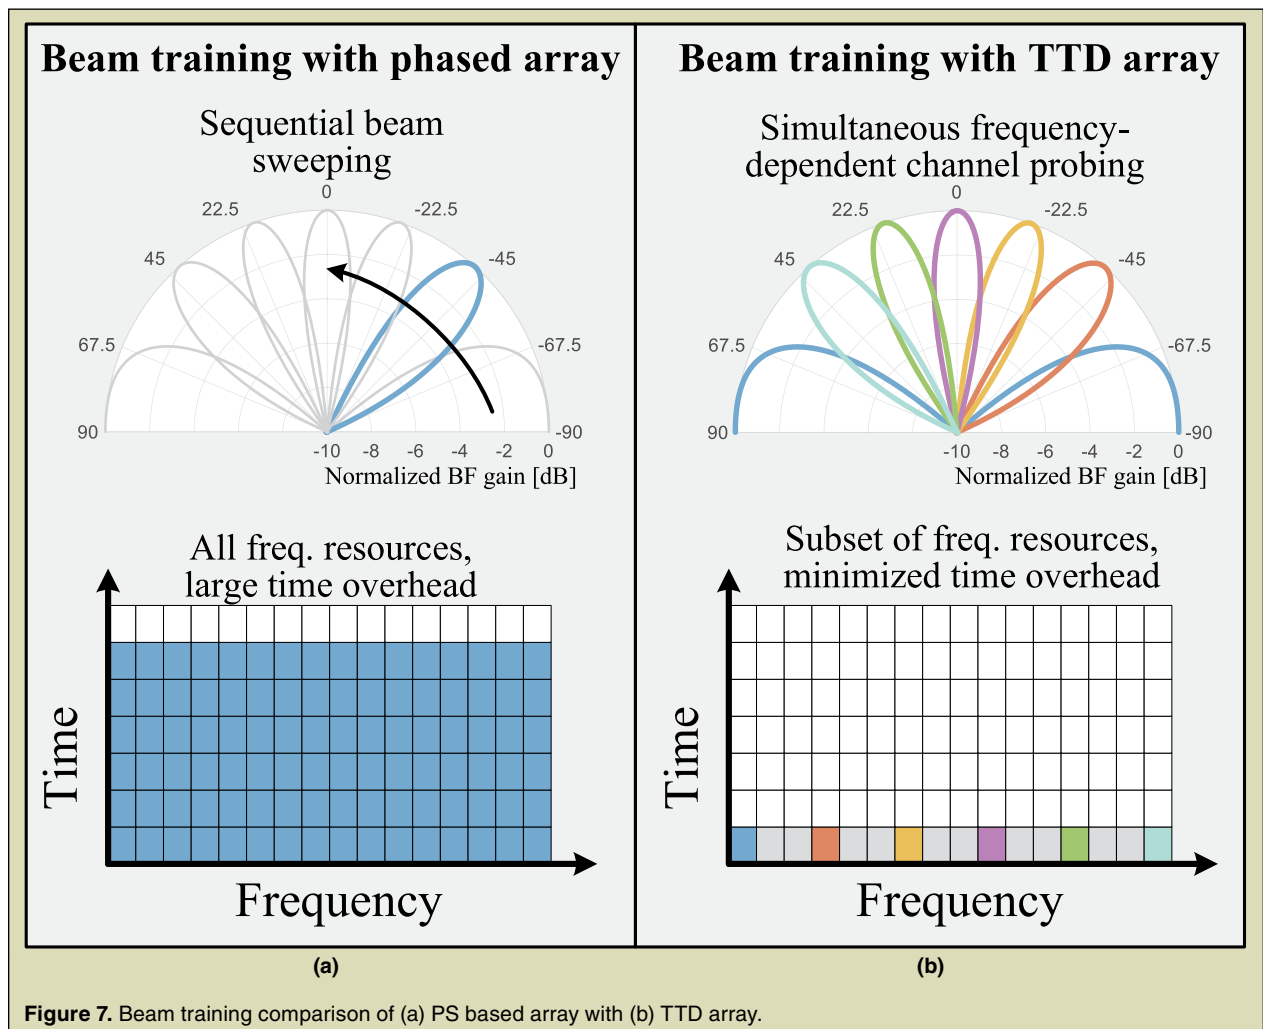 Beam training with phased array
Sequential beam
sweeping
0
22.5
-22.5
45
-45
67.5
-67.5
90
-90
-10 -8 -6 -4 -2 0
Normalized BF gain [dB]
All freq. resources,
large time overhead
Time
Frequency
(a)
Beam training with TTD array
Simultaneous frequency-
dependent channel probing
0
22.5
-22.5
45
-45
67.5
-67.5
90
-90
-10 -8 -6 -4 -2 0
Normalized BF gain [dB]
Subset of freq. resources,
minimized time overhead
Time
Frequency
(b)
Figure 7. Beam training comparison of (a) PS based array with (b) TTD array.